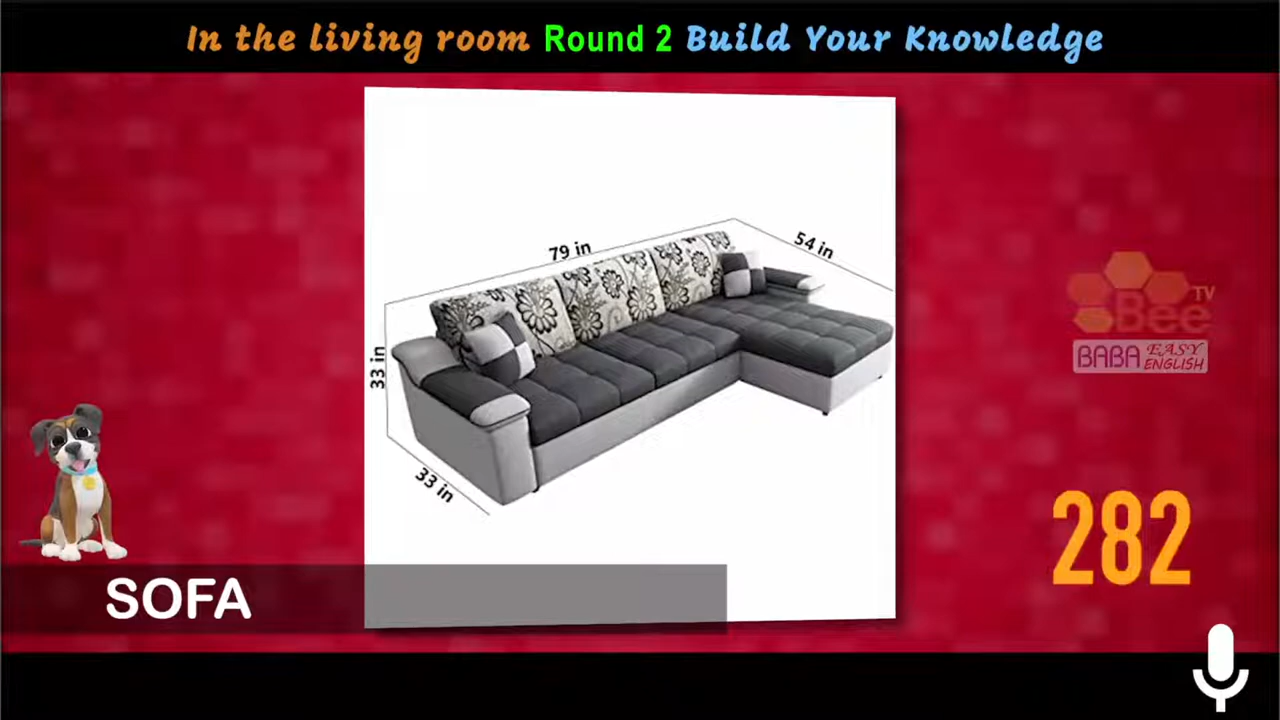 In the living room Round 2 Build Your Knowledge
79 in
54 in
33 in
33 in
Bee TV
BABA EASY ENGLISH
282
SOFA